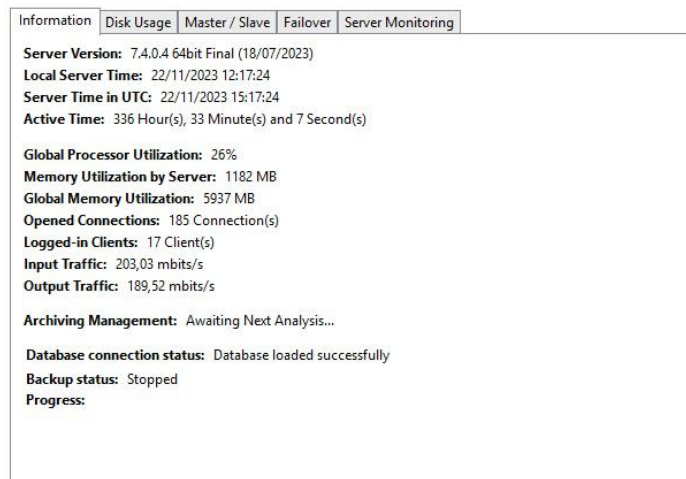 Information Disk Usage Master / Slave Failover Server Monitoring
Server Version: 7.4.0.4 64bit Final (18/07/2023)
Local Server Time: 22/11/2023 12:17:24
Server Time in UTC: 22/11/2023 15:17:24
Active Time: 336 Hour(s), 33 Minute(s) and 7 Second(s)
Global Processor Utilization: 26%
Memory Utilization by Server: 1182 MB
Global Memory Utilization: 5937 MB
Opened Connections: 185 Connection(s)
Logged-in Clients: 17 Client(s)
Input Traffic: 203,03 mbits/s
Output Traffic: 189,52 mbits/s
Archiving Management: Awaiting Next Analysis...
Database connection status: Database loaded successfully
Backup status: Stopped
Progress: